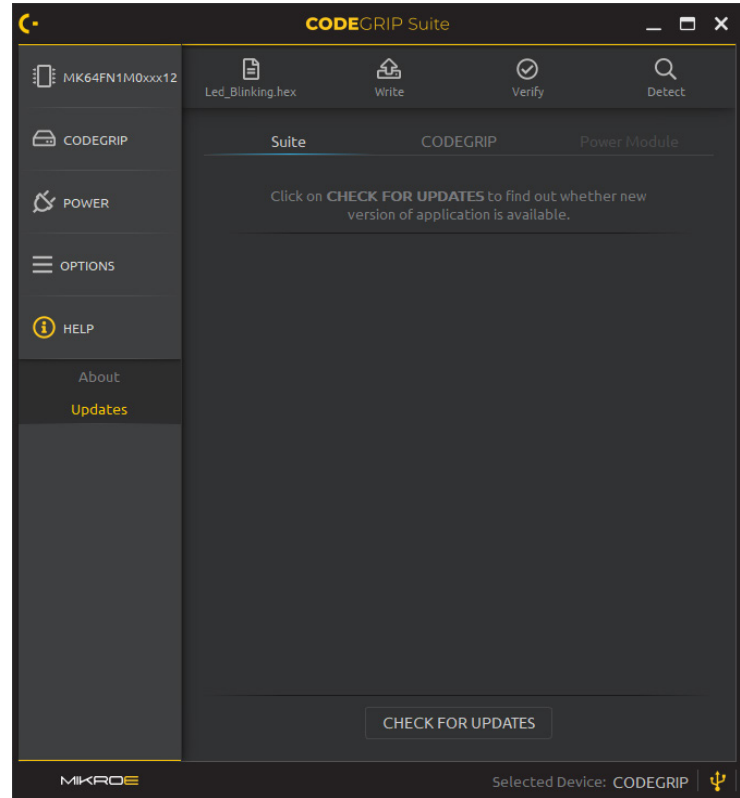 CODEGRIP Suite
MK64FN1M0xxx12
CODEGRIP
POWER
OPTIONS
HELP
About
Updates
Led_Blinking.hex
Write
Verify
Detect
Suite
CODEGRIP
Power Module
Click on CHECK FOR UPDATES to find out whether new
version of application is available.
CHECK FOR UPDATES
MIKROE
Selected Device: CODEGRIP